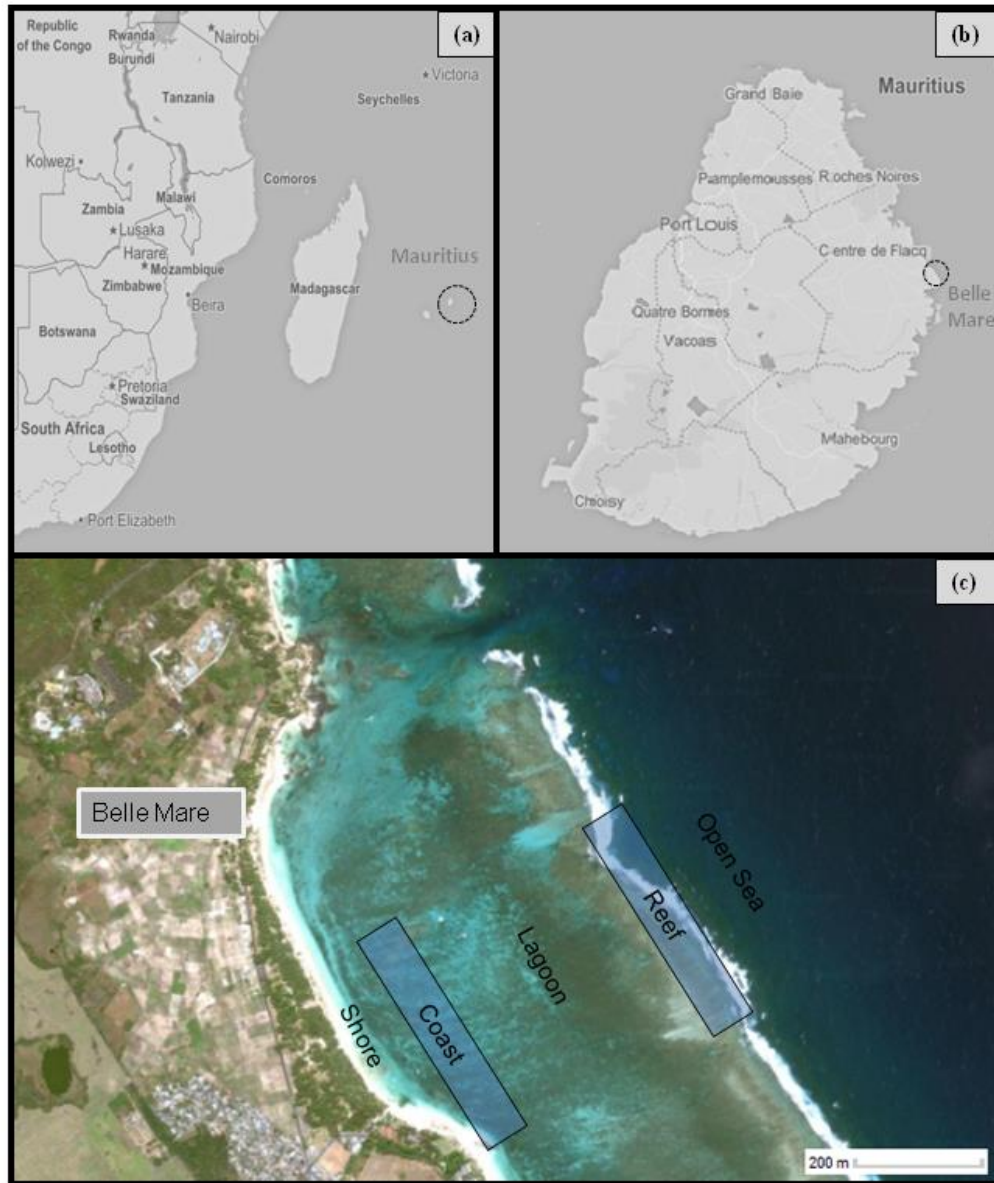 (a)
Republic
of the Congo
Rwanda
Burundi
Nairobi
Victoria
Seychelles
Tanzania
Kolwezi
Comoros
Malawi
Zambia
Lusaka
Harare
Mozambique
Zimbabwe
Beira
Madagascar
Mauritius
Botswana
Pretoria
Swaziland
South Africa
Lesotho
Port Elizabeth
(b)
Mauritius
Grand Baie
Pamplemousses
Roches Noires
Port Louis
Centre de Flacq
Belle
Mare
Quatre Bornes
Vacoas
Mahebourg
Choisy
(c)
Belle Mare
Open Sea
Reef
Lagoon
Coast
Shore
200 m